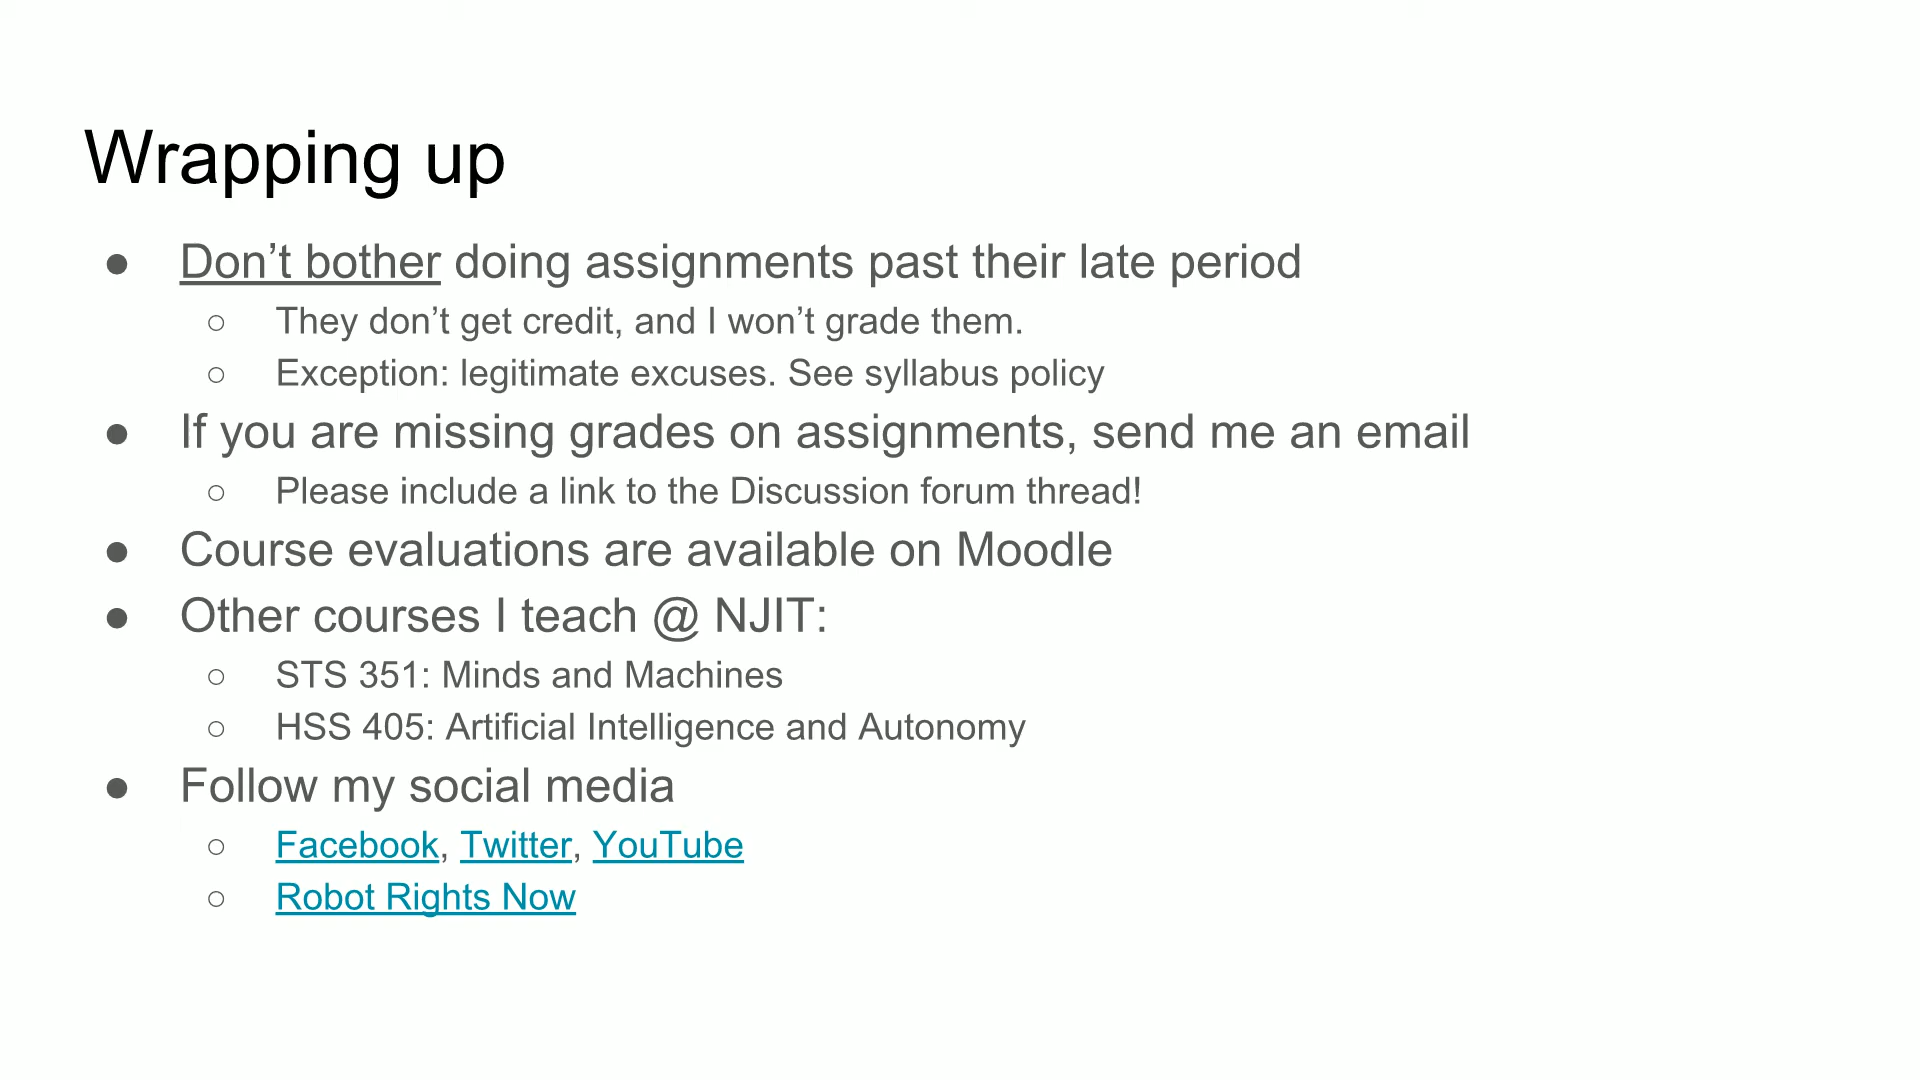 Wrapping up
● Don’t bother doing assignments past their late period
○ They don’t get credit, and I won’t grade them.
○ Exception: legitimate excuses. See syllabus policy
● If you are missing grades on assignments, send me an email
○ Please include a link to the Discussion forum thread!
● Course evaluations are available on Moodle
● Other courses I teach @ NJIT:
○ STS 351: Minds and Machines
○ HSS 405: Artificial Intelligence and Autonomy
● Follow my social media
○ Facebook, Twitter, YouTube
○ Robot Rights Now